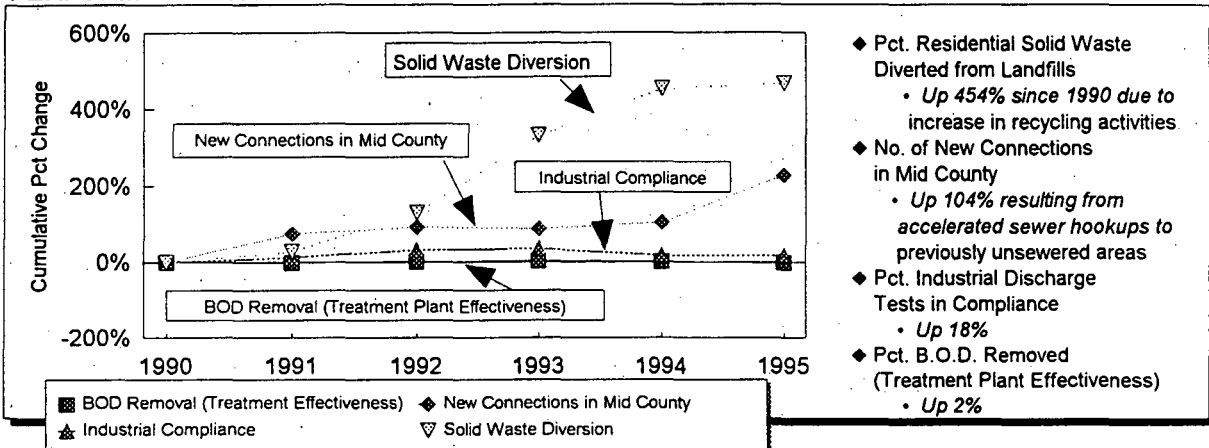 600%
400%
200%
0%
-200%
Cumulative Pct Change
Solid Waste Diversion
New Connections in Mid County
Industrial Compliance
BOD Removal (Treatment Plant Effectiveness)
1990 1991 1992 1993 1994 1995
BOD Removal (Treatment Effectiveness) New Connections in Mid County
Industrial Compliance Solid Waste Diversion
◆ Pct. Residential Solid Waste
Diverted from Landfills
• Up 454% since 1990 due to
increase in recycling activities
◆ No. of New Connections
in Mid County
• Up 104% resulting from
accelerated sewer hookups to
previously unsewered areas
◆ Pct. Industrial Discharge
Tests in Compliance
• Up 18%
◆ Pct. B.O.D. Removed
(Treatment Plant Effectiveness)
• Up 2%